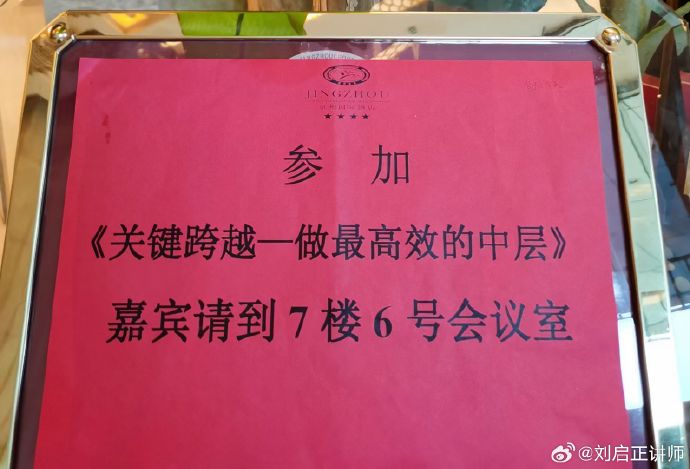 JINGZHOU
★★★★
参 加
《关键跨越—做最高效的中层》
嘉宾请到 7 楼 6 号会议室
@刘启正讲师